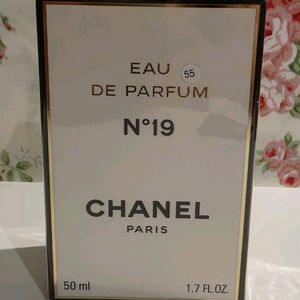 EAU
55
DE PARFUM
N°19
CHANEL
PARIS
50 ml 1.7 FL.OZ.